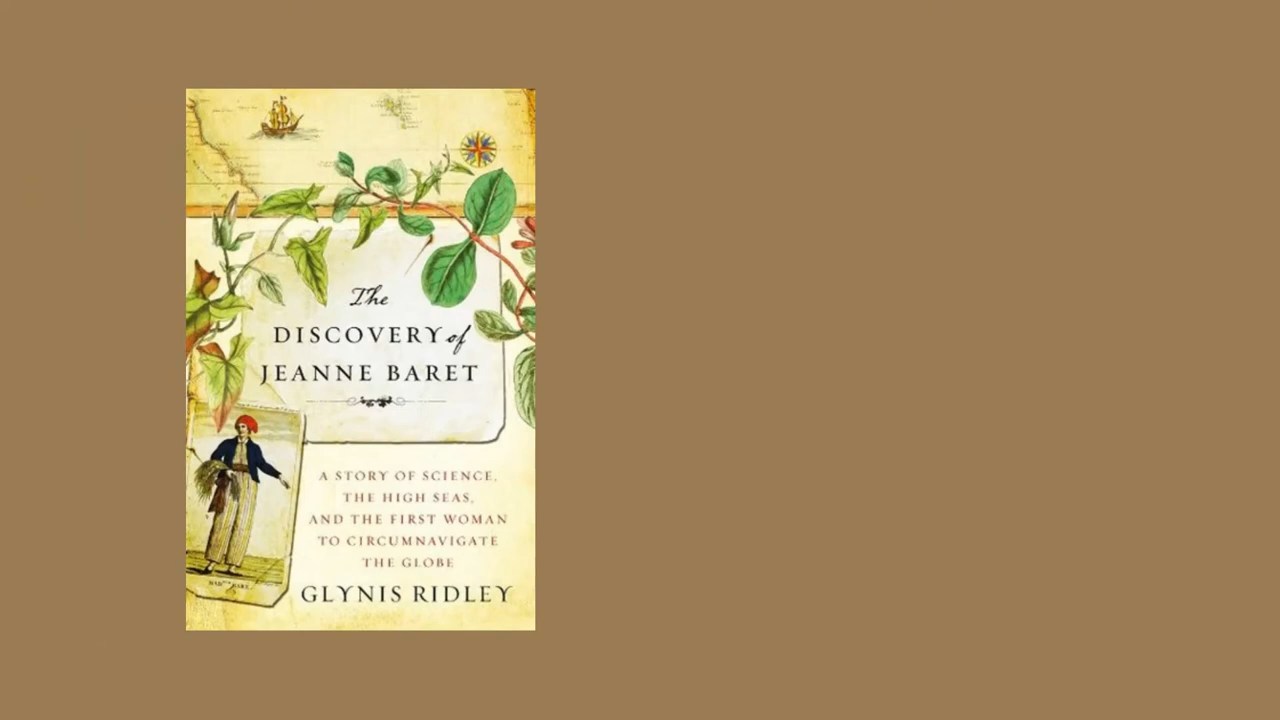 The
DISCOVERY of
JEANNE BARET
A STORY OF SCIENCE,
THE HIGH SEAS,
AND THE FIRST WOMAN
TO CIRCUMNAVIGATE
THE GLOBE
GLYNIS RIDLEY